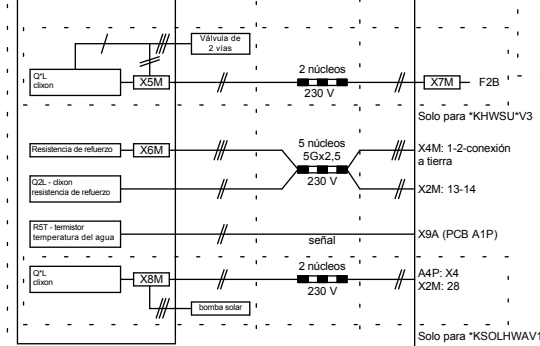 Válvula de
2 vías
Q*L
clixon
X5M
2 núcleos
230 V
X7M
F2B
Solo para *KHWSU*V3
Resistencia de refuerzo
X6M
5 núcleos
5Gx2,5
230 V
X4M: 1-2-conexión
a tierra
Q2L - clixon
resistencia de refuerzo
X2M: 13-14
R5T - termistor
temperatura del agua
señal
X9A (PCB A1P)
Q*L
clixon
X8M
2 núcleos
230 V
A4P: X4
X2M: 28
bomba solar
Solo para *KSOLHWAV1